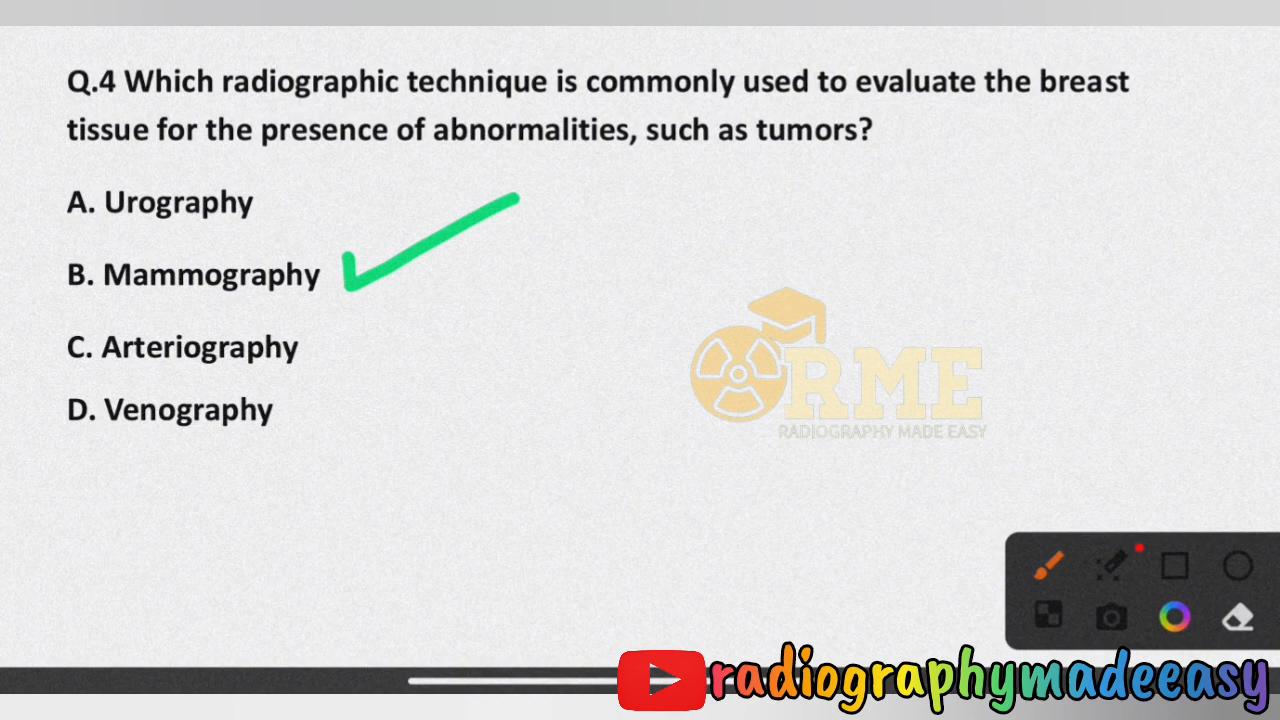 Q.4 Which radiographic technique is commonly used to evaluate the breast
tissue for the presence of abnormalities, such as tumors?
A. Urography
B. Mammography
C. Arteriography
D. Venography
RME
RADIOGRAPHY MADE EASY
radiographymadeeasy